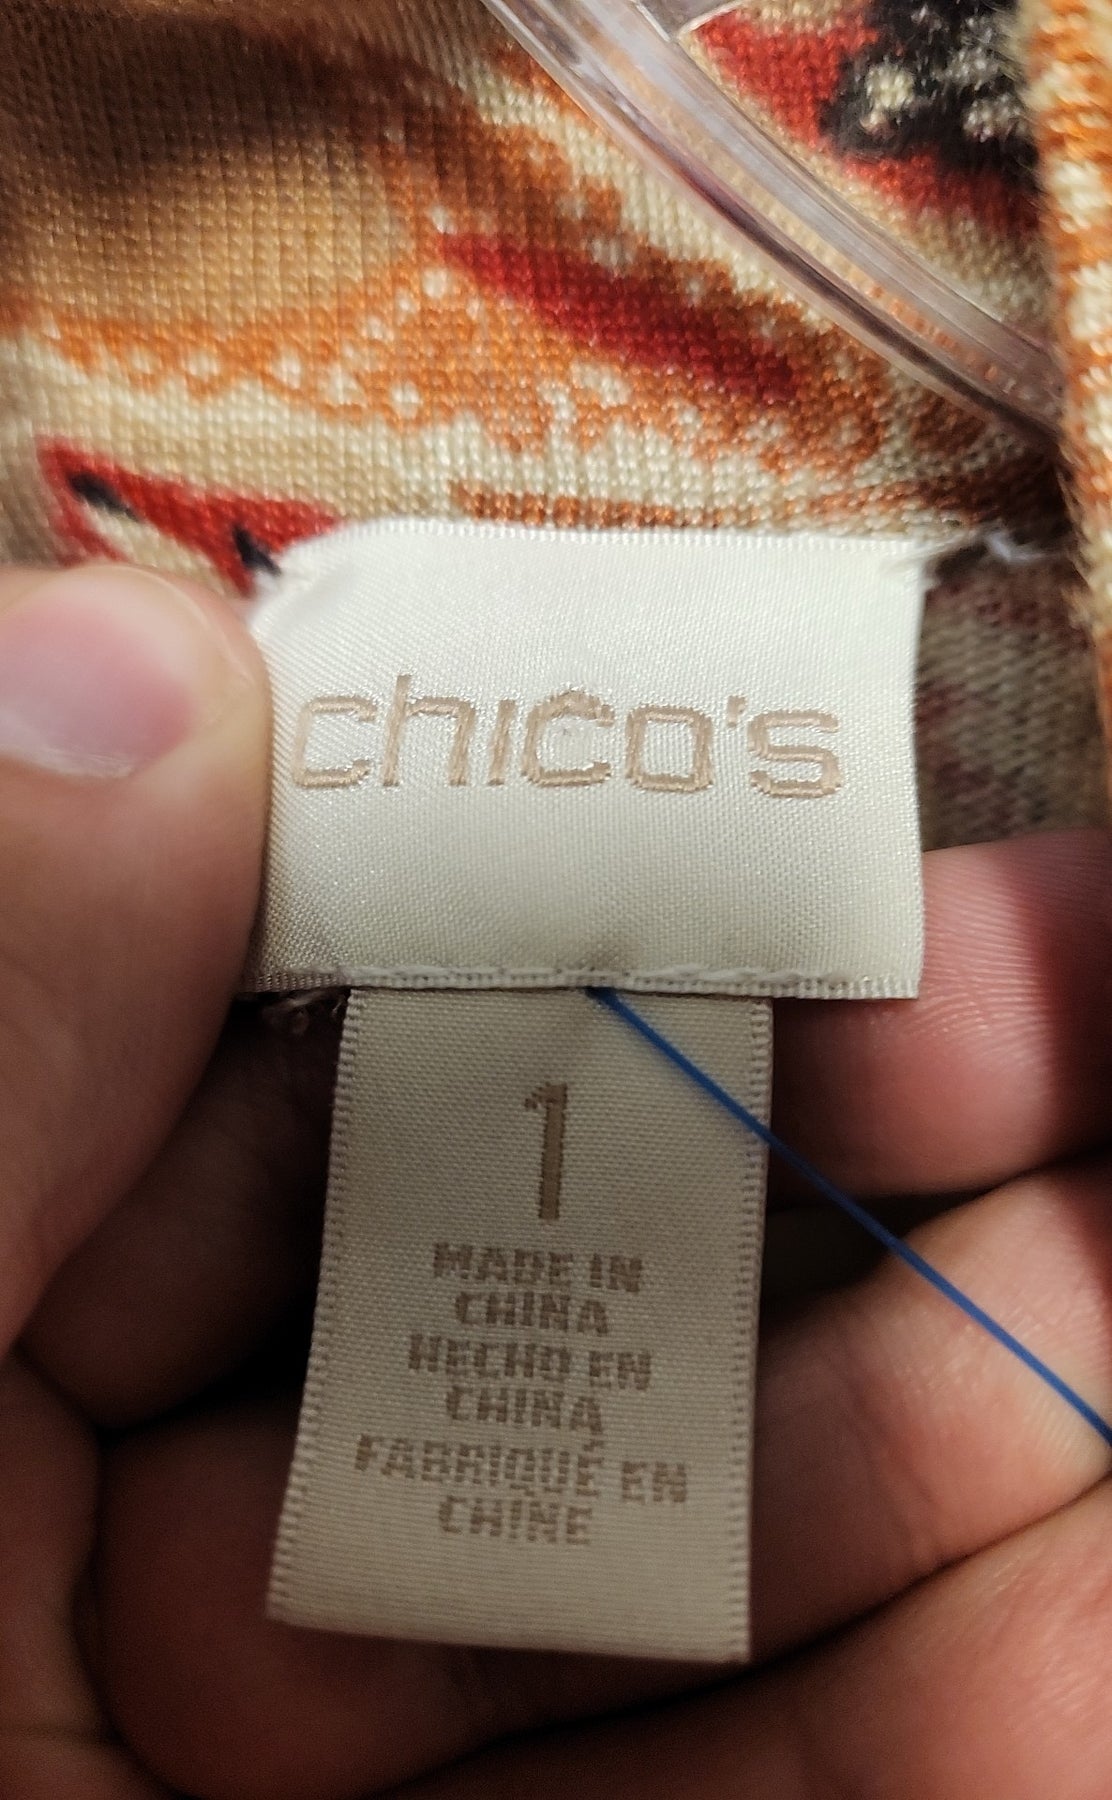 chico's
1
MADE IN
CHINA
HECHO EN
CHINA
FABRIQUÉ EN
CHINE